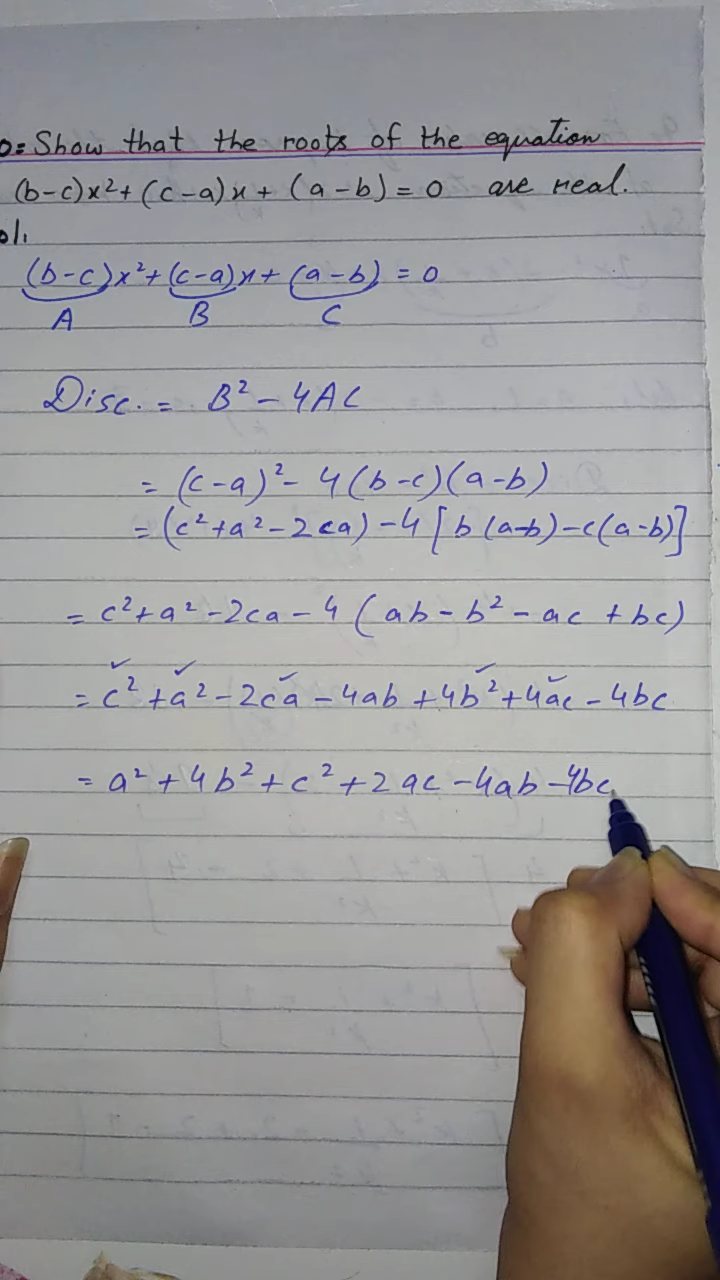 o= Show that the roots of the equation
(b-c)x²+(c-a)x+(a-b)=0 are real.
ol.
(b-c)x²+(c-a)x+(a-b)=0
A B C
Disc. = B²-4AC
= (c-a)²-4(b-c)(a-b)
= (c²+a²-2ca)-4[b(a-b)-c(a-b)]
= c²+a²-2ca-4(ab-b²-ac+bc)
= c²+a²-2ca-4ab+4b²+4ac-4bc
= a²+4b²+c²+2ac-4ab-4bc